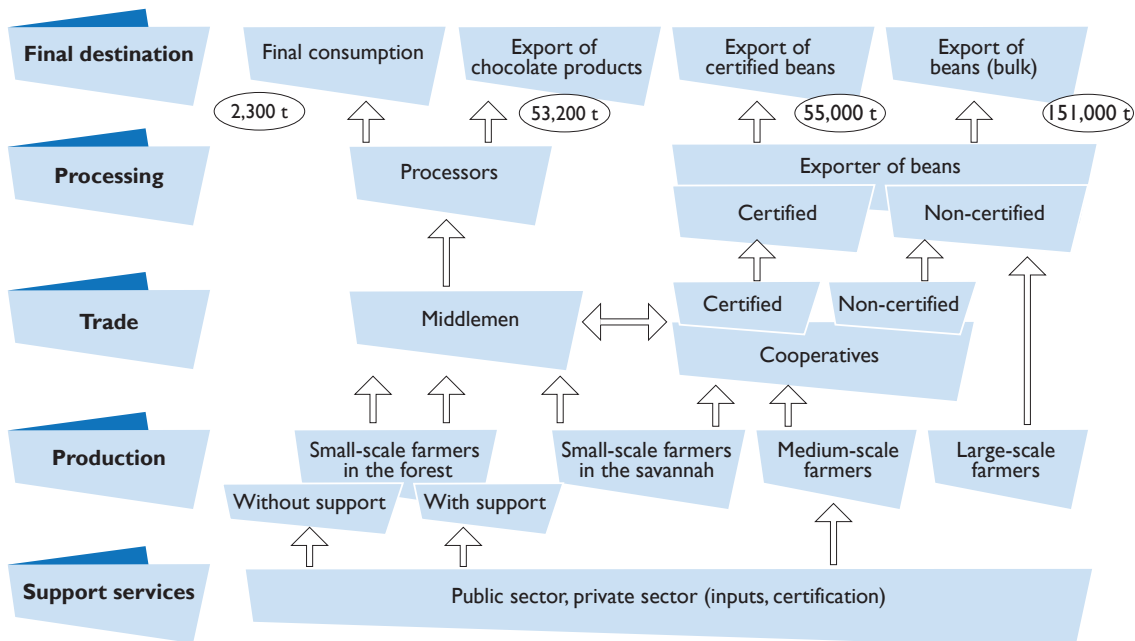 Final destination
Final consumption
Export of
chocolate products
Export of
certified beans
Export of
beans (bulk)
2,300 t
53,200 t
55,000 t
151,000 t
Processing
Processors
Exporter of beans
Certified
Non-certified
Trade
Middlemen
Certified
Non-certified
Cooperatives
Production
Small-scale farmers
in the forest
Without support
With support
Small-scale farmers
in the savannah
Medium-scale
farmers
Large-scale
farmers
Support services
Public sector, private sector (inputs, certification)